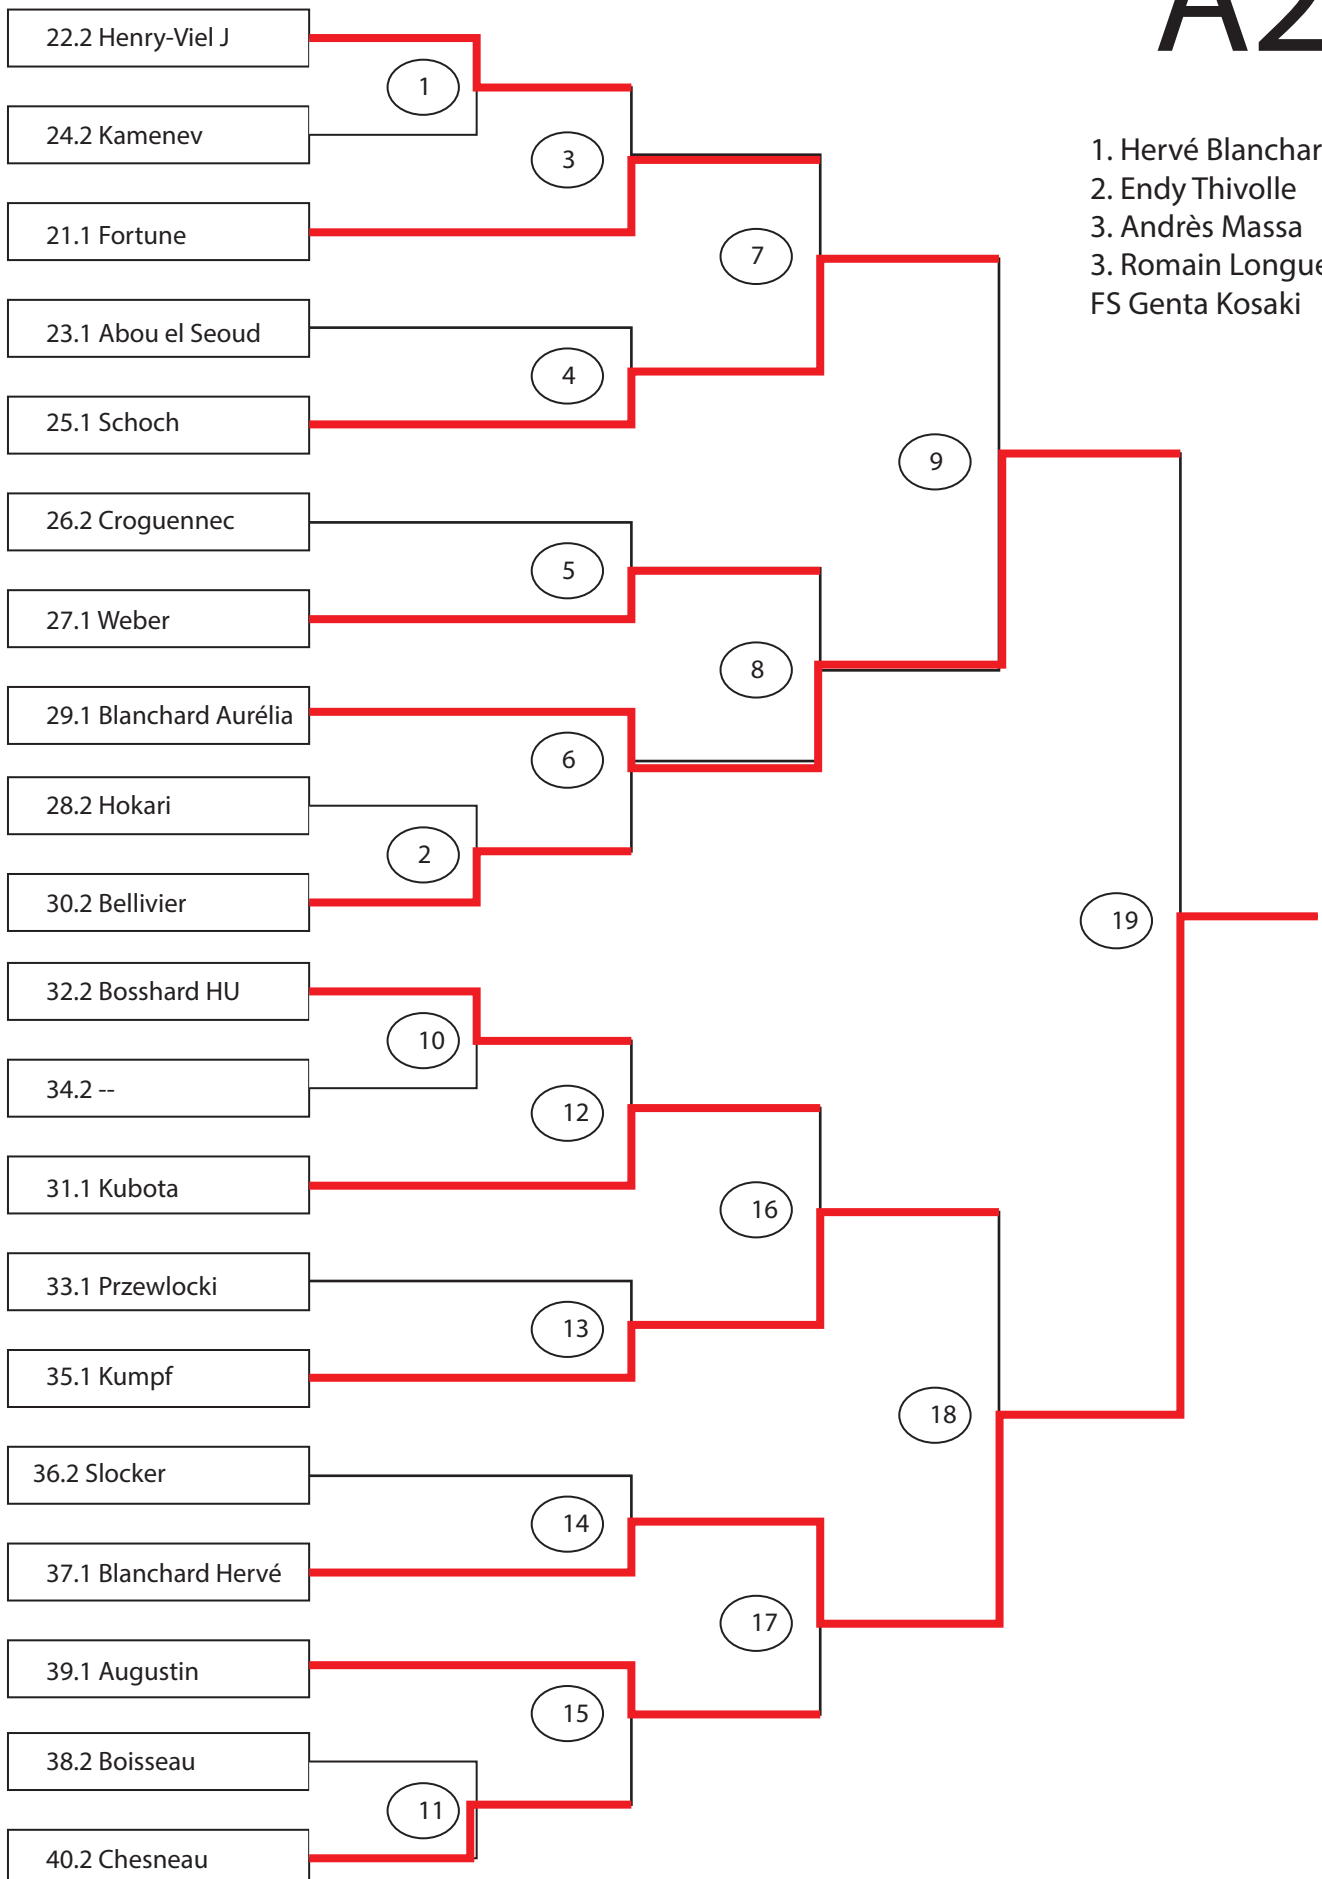 A2
1. Hervé Blanchar
2. Endy Thivolle
3. Andrès Massa
3. Romain Longue
FS Genta Kosaki
22.2 Henry-Viel J
1
24.2 Kamenev
3
21.1 Fortune
7
23.1 Abou el Seoud
4
25.1 Schoch
9
26.2 Croguennec
5
27.1 Weber
8
29.1 Blanchard Aurélia
6
28.2 Hokari
2
30.2 Bellivier
19
32.2 Bosshard HU
10
34.2 --
12
31.1 Kubota
16
33.1 Przewlocki
13
35.1 Kumpf
18
36.2 Slocker
14
37.1 Blanchard Hervé
17
39.1 Augustin
15
38.2 Boisseau
11
40.2 Chesneau